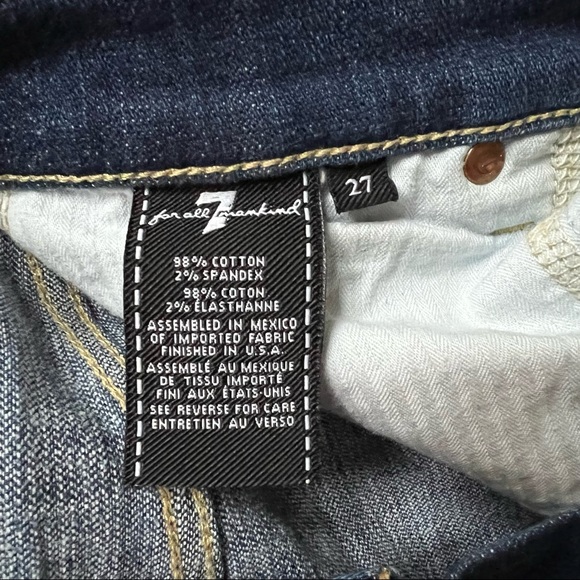 7
for all mankind
27
98% COTTON
2% SPANDEX
98% COTON
2% ÉLASTHANNE
ASSEMBLED IN MEXICO
OF IMPORTED FABRIC
FINISHED IN U.S.A.
ASSEMBLÉ AU MEXIQUE
DE TISSU IMPORTÉ
FINI AUX ÉTATS-UNIS
SEE REVERSE FOR CARE
ENTRETIEN AU VERSO